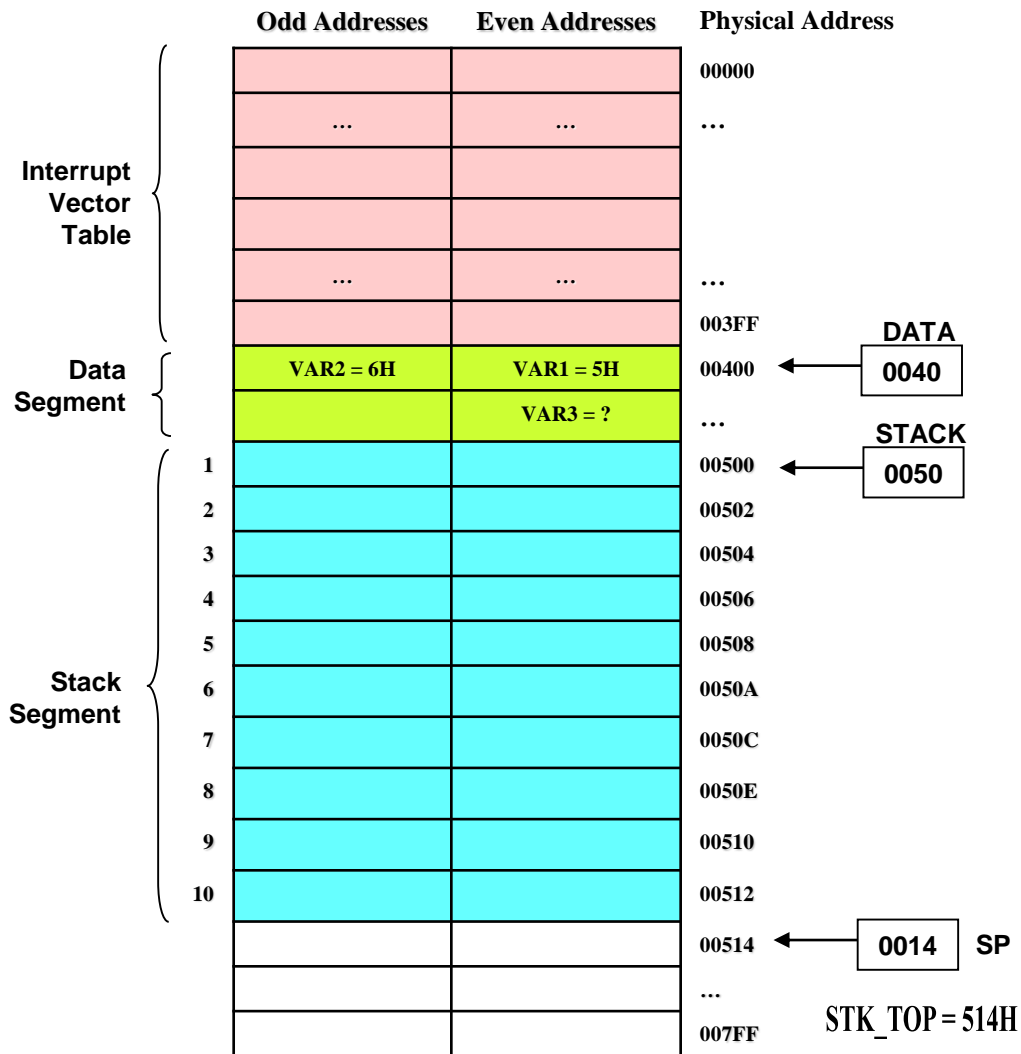 Odd Addresses Even Addresses Physical Address
00000
... ... ...
Interrupt
Vector
Table
... ... ...
003FF
DATA
Data
Segment
VAR2 = 6H VAR1 = 5H 00400 0040
VAR3 = ? ...
STACK
1 00500 0050
2 00502
3 00504
4 00506
5 00508
Stack
Segment
6 0050A
7 0050C
8 0050E
9 00510
10 00512
00514 0014 SP
...
007FF STK_TOP = 514H